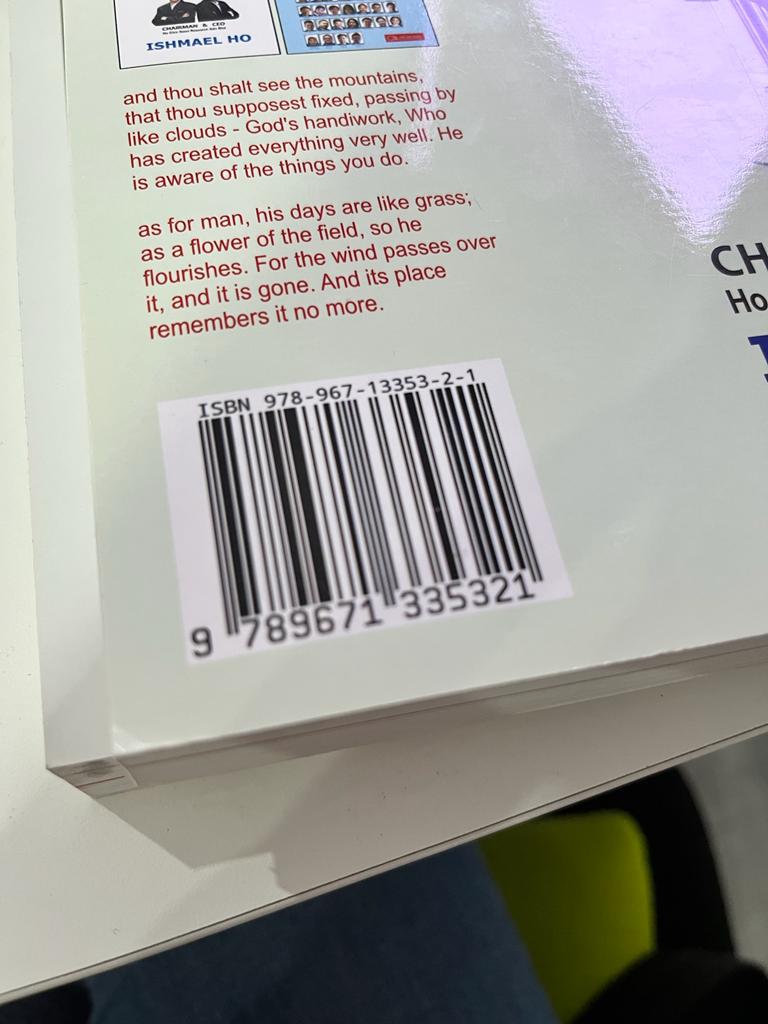 CHAIRMAN & CEO
ISHMAEL HO
and thou shalt see the mountains,
that thou supposest fixed, passing by
like clouds - God's handiwork, Who
has created everything very well. He
is aware of the things you do.
as for man, his days are like grass;
as a flower of the field, so he
flourishes. For the wind passes over
it, and it is gone. And its place
remembers it no more.
CH
Ho
ISBN 978-967-13353-2-1
9 789671 335321